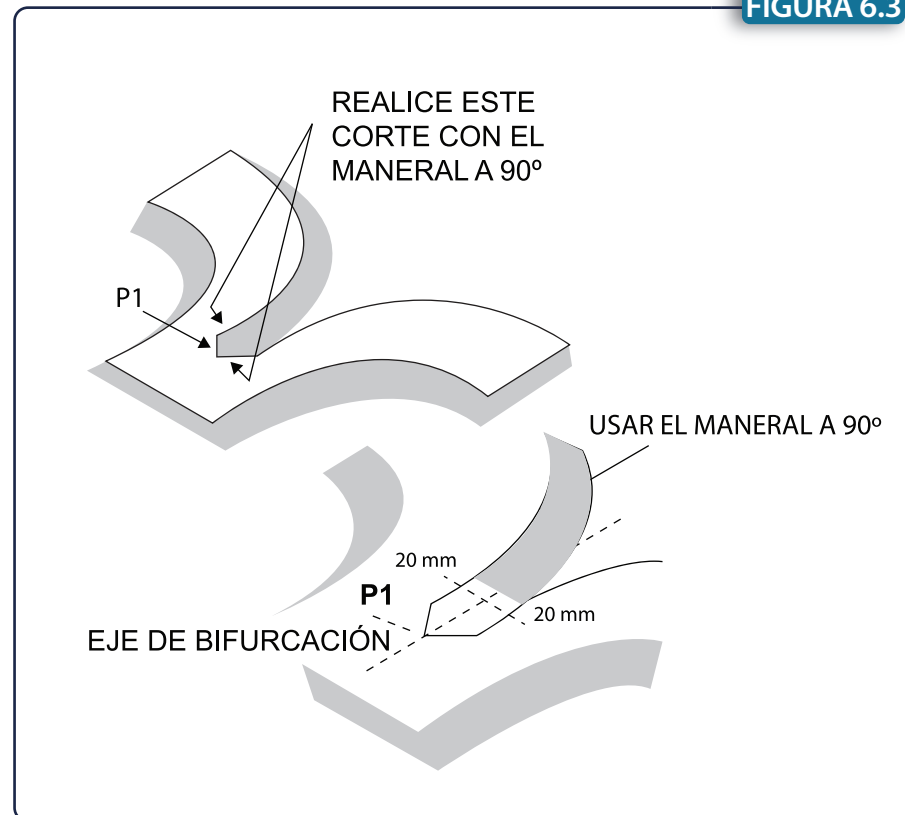 FIGURA 6.3
REALICE ESTE
CORTE CON EL
MANERAL A 90º
P1
USAR EL MANERAL A 90º
20 mm
P1
20 mm
EJE DE BIFURCACIÓN